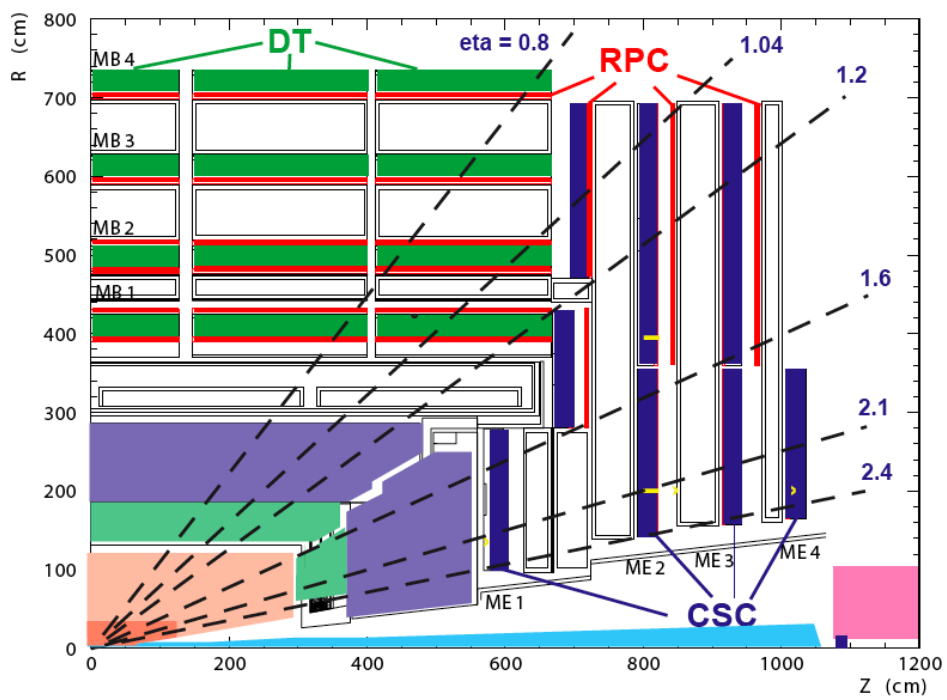 R (cm)
800
700
600
500
400
300
200
100
0
MB 4
MB 3
MB 2
MB 1
DT
eta = 0.8
1.04
RPC
1.2
1.6
2.1
2.4
ME 1
ME 2
ME 3
ME 4
CSC
0
200
400
600
800
1000
1200
Z (cm)